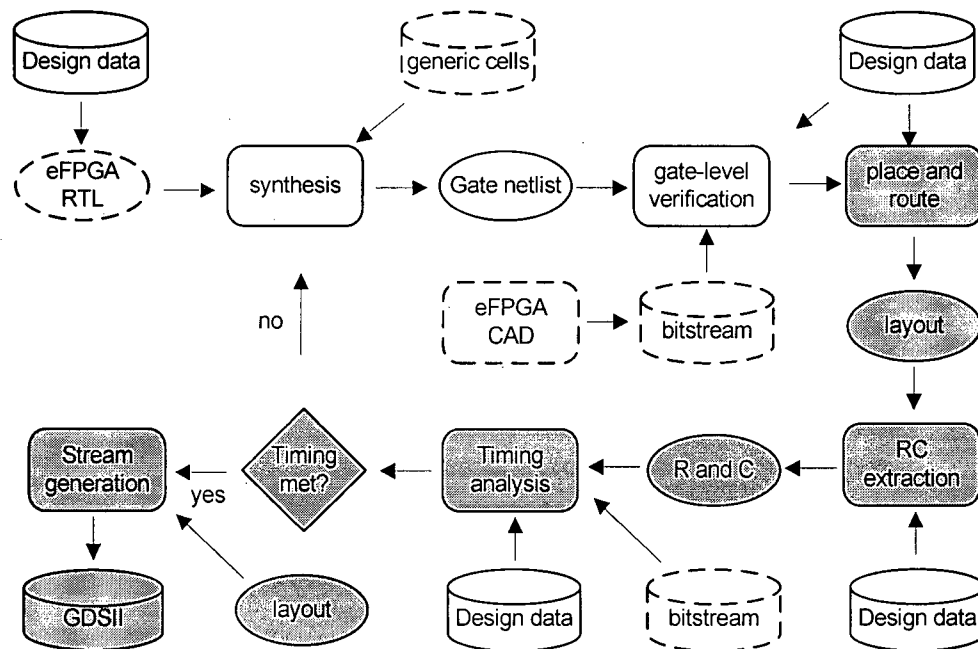 Design data
generic cells
Design data
eFPGA
RTL
synthesis
Gate netlist
gate-level
verification
place and
route
no
eFPGA
CAD
bitstream
layout
Stream
generation
yes
Timing
met?
Timing
analysis
R and C
RC
extraction
GDSII
layout
Design data
bitstream
Design data